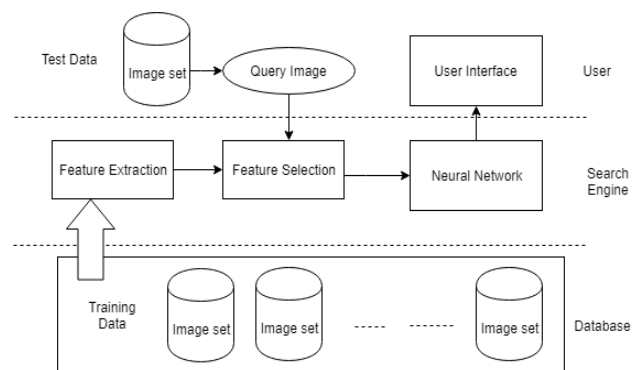 Test Data
Image set
Query Image
User Interface
User
Feature Extraction
Feature Selection
Neural Network
Search
Engine
Training
Data
Image set
Image set
Image set
Database